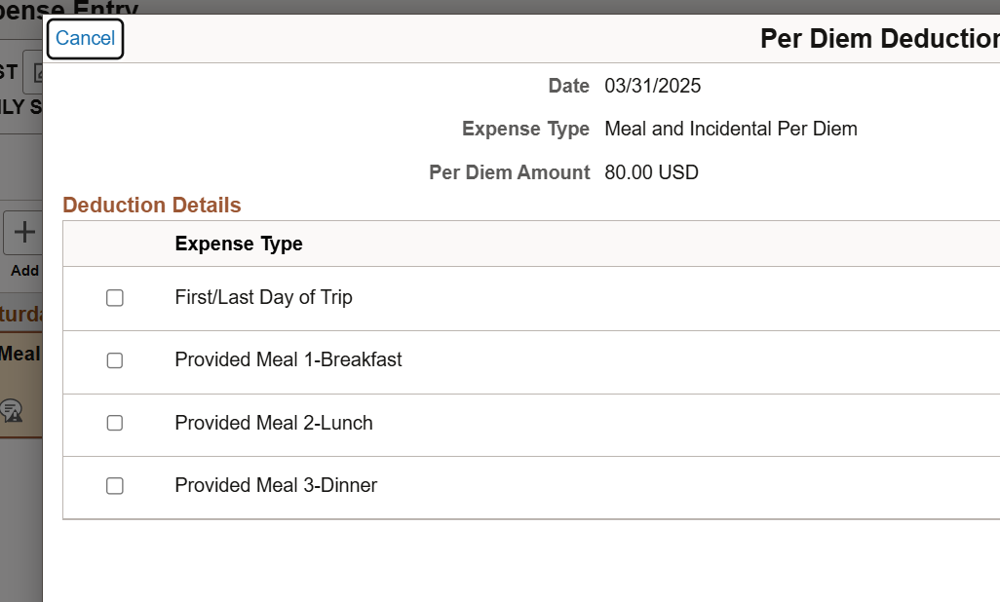 pense Entry
Cancel
Per Diem Deduction
ST
ILY S
Date 03/31/2025
Expense Type Meal and Incidental Per Diem
Per Diem Amount 80.00 USD
Deduction Details
Expense Type
Add
First/Last Day of Trip
turda
Meal
Provided Meal 1-Breakfast
Provided Meal 2-Lunch
Provided Meal 3-Dinner